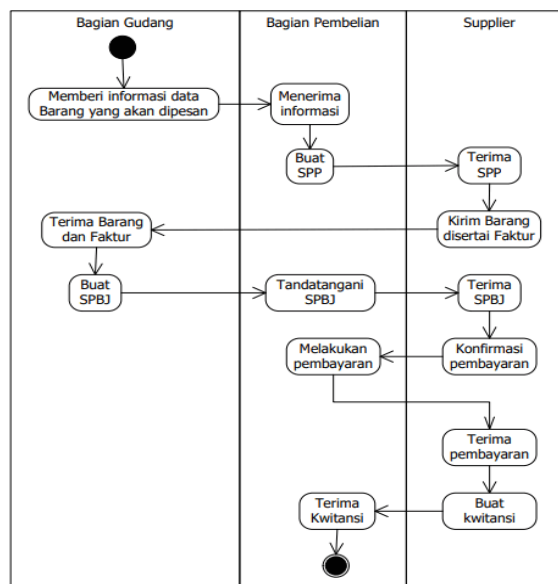 Bagian Gudang
Bagian Pembelian
Supplier
Memberi informasi data
Barang yang akan dipesan
Menerima
informasi
Buat
SPP
Terima
SPP
Kirim Barang
disertai Faktur
Terima Barang
dan Faktur
Buat
SPBJ
Tandatangani
SPBJ
Terima
SPBJ
Konfirmasi
pembayaran
Melakukan
pembayaran
Terima
pembayaran
Buat
kwitansi
Terima
Kwitansi